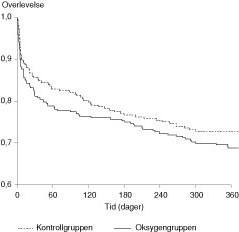 Overlevelse
1,0
0,9
0,8
0,7
0,6
0 60 120 180 240 300 360
Tid (dager)
Kontrollgruppen Oksygengruppen